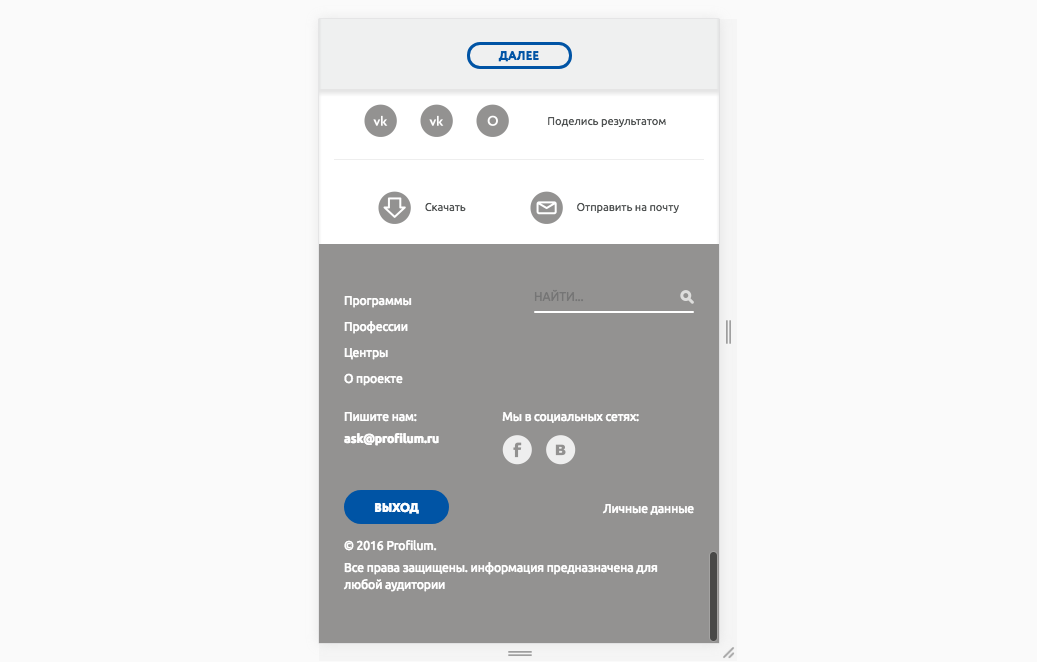 ДАЛЕЕ
vk vk O Поделись результатом
Скачать Отправить на почту
НАЙТИ...
Программы
Профессии
Центры
О проекте
Пишите нам: Мы в социальных сетях:
ask@profilum.ru
f B
ВЫХОД Личные данные
© 2016 Profilum.
Все права защищены. информация предназначена для
любой аудитории